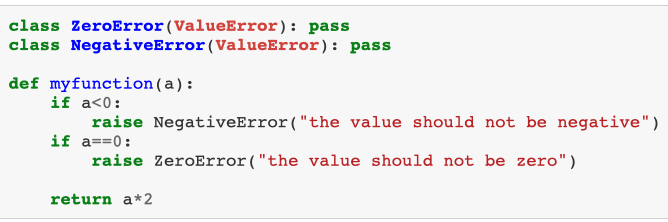 class ZeroError(ValueError): pass
class NegativeError(ValueError): pass
def myfunction(a):
    if a<0:
        raise NegativeError("the value should not be negative")
    if a==0:
        raise ZeroError("the value should not be zero")
    return a*2